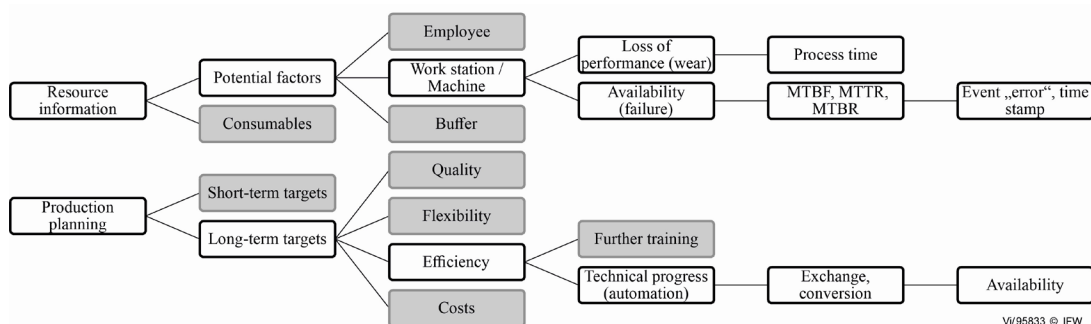 Resource
information
Potential factors
Consumables
Employee
Work station /
Machine
Buffer
Loss of
performance (wear)
Availability
(failure)
Process time
MTBF, MTTR,
MTBR
Event „error“, time
stamp
Production
planning
Short-term targets
Long-term targets
Quality
Flexibility
Efficiency
Costs
Further training
Technical progress
(automation)
Exchange,
conversion
Availability
Vi/95833 © IFW